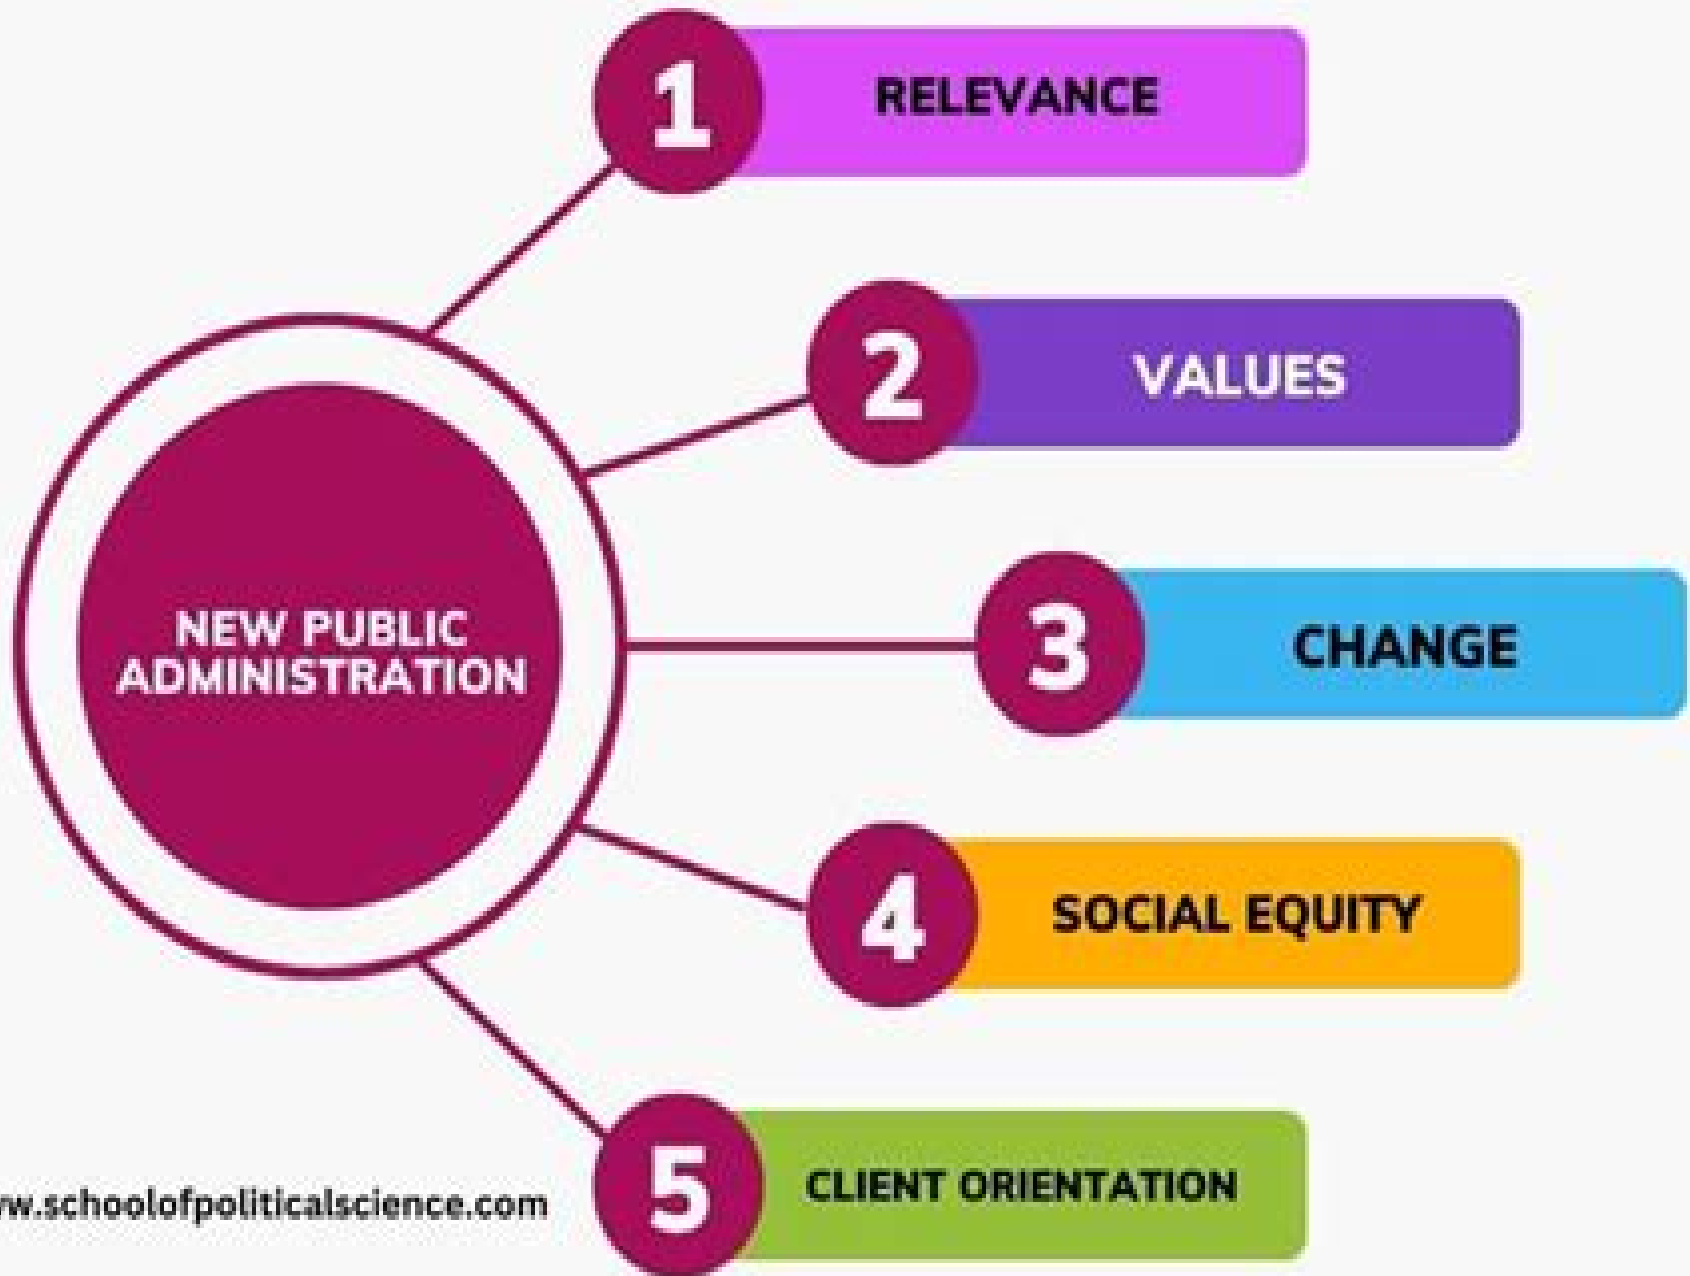 1
RELEVANCE
2
VALUES
NEW PUBLIC
ADMINISTRATION
3
CHANGE
4
SOCIAL EQUITY
5
CLIENT ORIENTATION
w.schoolofpoliticalscience.com